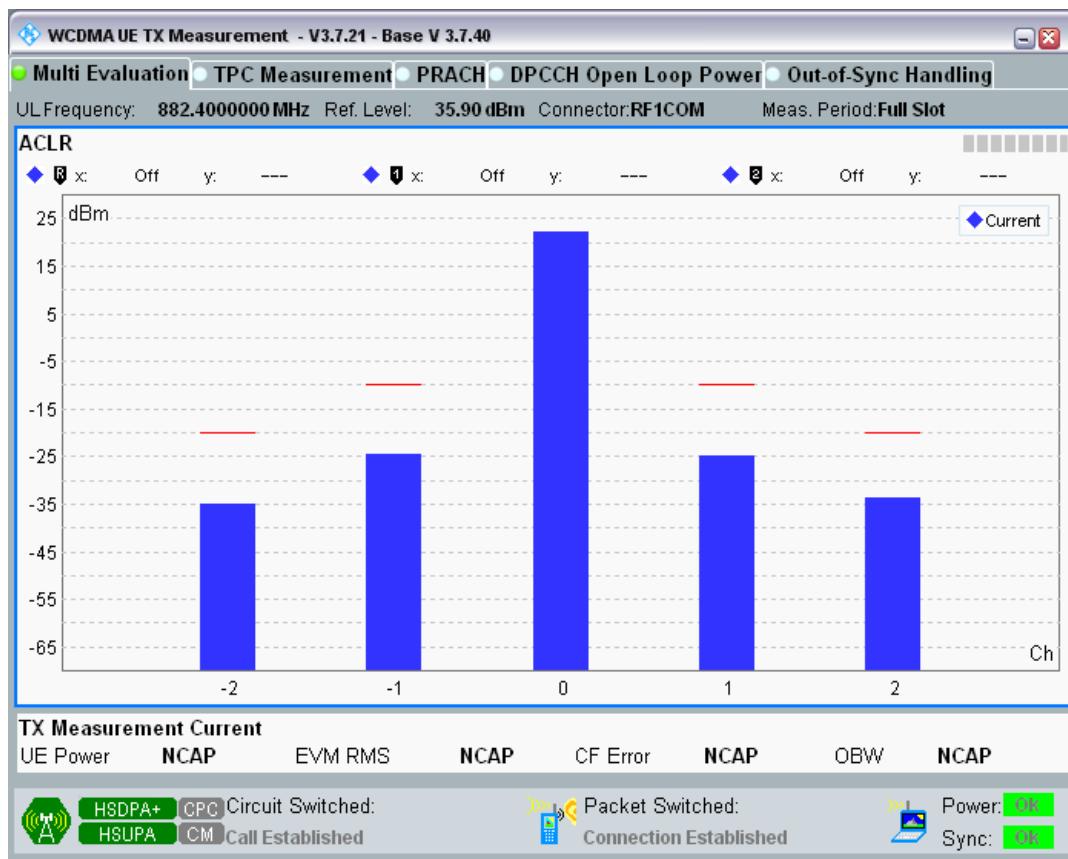 WCDMA UE TX Measurement - V3.7.21 - Base V 3.7.40
Multi Evaluation TPC Measurement PRACH DPCCH Open Loop Power Out-of-Sync Handling
UL Frequency: 882.4000000 MHz Ref. Level: 35.90 dBm Connector:RF1COM Meas. Period:Full Slot
ACLR
R x: Off y: --- 1 x: Off y: --- 2 x: Off y: ---
dBm
Current
25
15
5
-5
-15
-25
-35
-45
-55
-65
Ch
-2 -1 0 1 2
TX Measurement Current
UE Power NCAP EVM RMS NCAP CF Error NCAP OBW NCAP
HSDPA+ CPC Circuit Switched: Packet Switched: Power: OK
HSUPA CM Call Established Connection Established Sync: OK